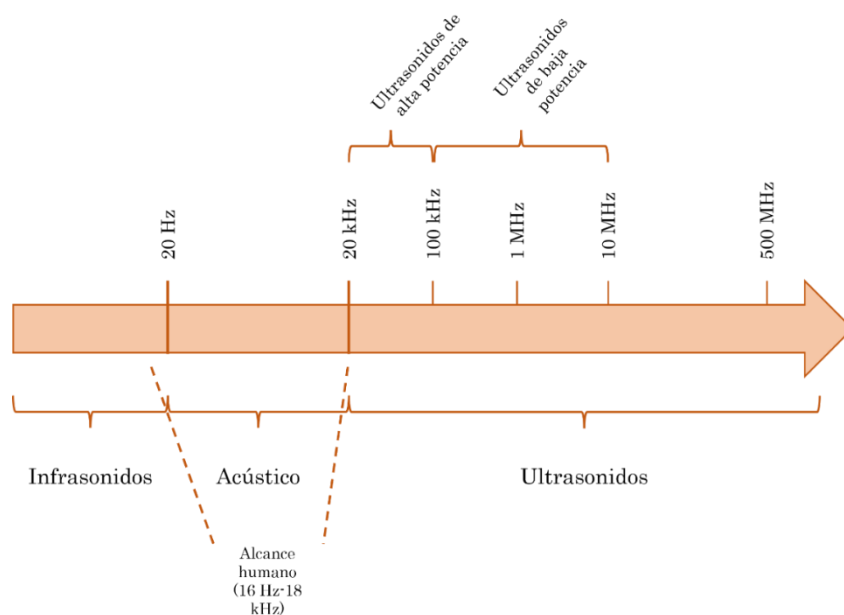 Ultrasonidos de
alta potencia
Ultrasonidos
de baja
potencia
20 Hz
20 kHz
100 kHz
1 MHz
10 MHz
500 MHz
Infrasonidos
Acústico
Ultrasonidos
Alcance
humano
(16 Hz-18
kHz)